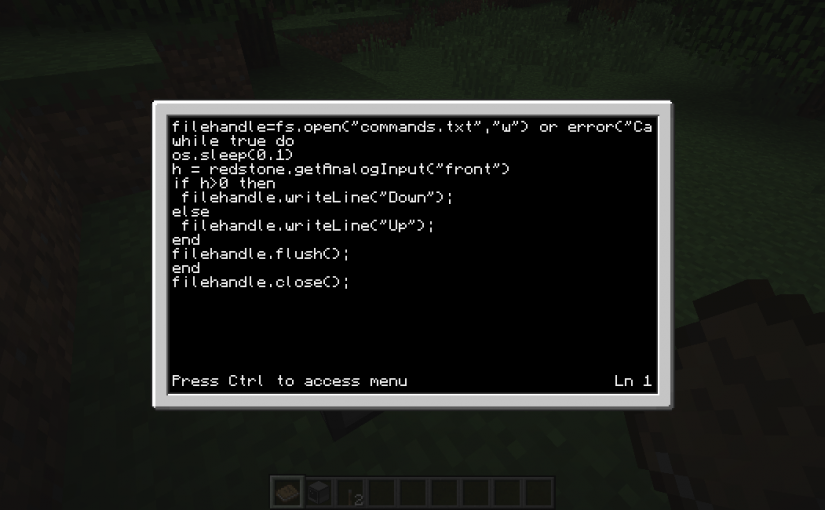 filehandle=fs.open("commands.txt","w") or error("Ca
while true do
os.sleep(0.1)
h = redstone.getAnalogInput("front")
if h>0 then
 filehandle.writeLine("Down");
else
 filehandle.writeLine("Up");
end
filehandle.flush();
end
filehandle.close();
Press Ctrl to access menu Ln 1
2